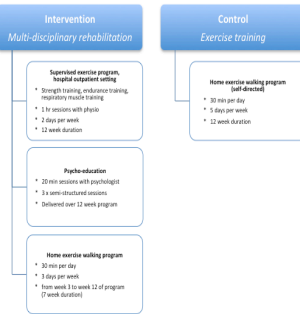 Intervention
Multi-disciplinary rehabilitation
Supervised exercise program,
hospital outpatient setting
* Strength training, endurance training,
respiratory muscle training
* 1 hr sessions with physio
* 2 days per week
* 12 week duration
Psycho-education
* 20 min sessions with psychologist
* 3 x semi-structured sessions
* Delivered over 12 week program
Home exercise walking program
* 30 min per day
* 3 days per week
* from week 3 to week 12 of program
(7 week duration)
Control
Exercise training
Home exercise walking program
(self-directed)
* 30 min per day
* 5 days per week
* 12 week duration